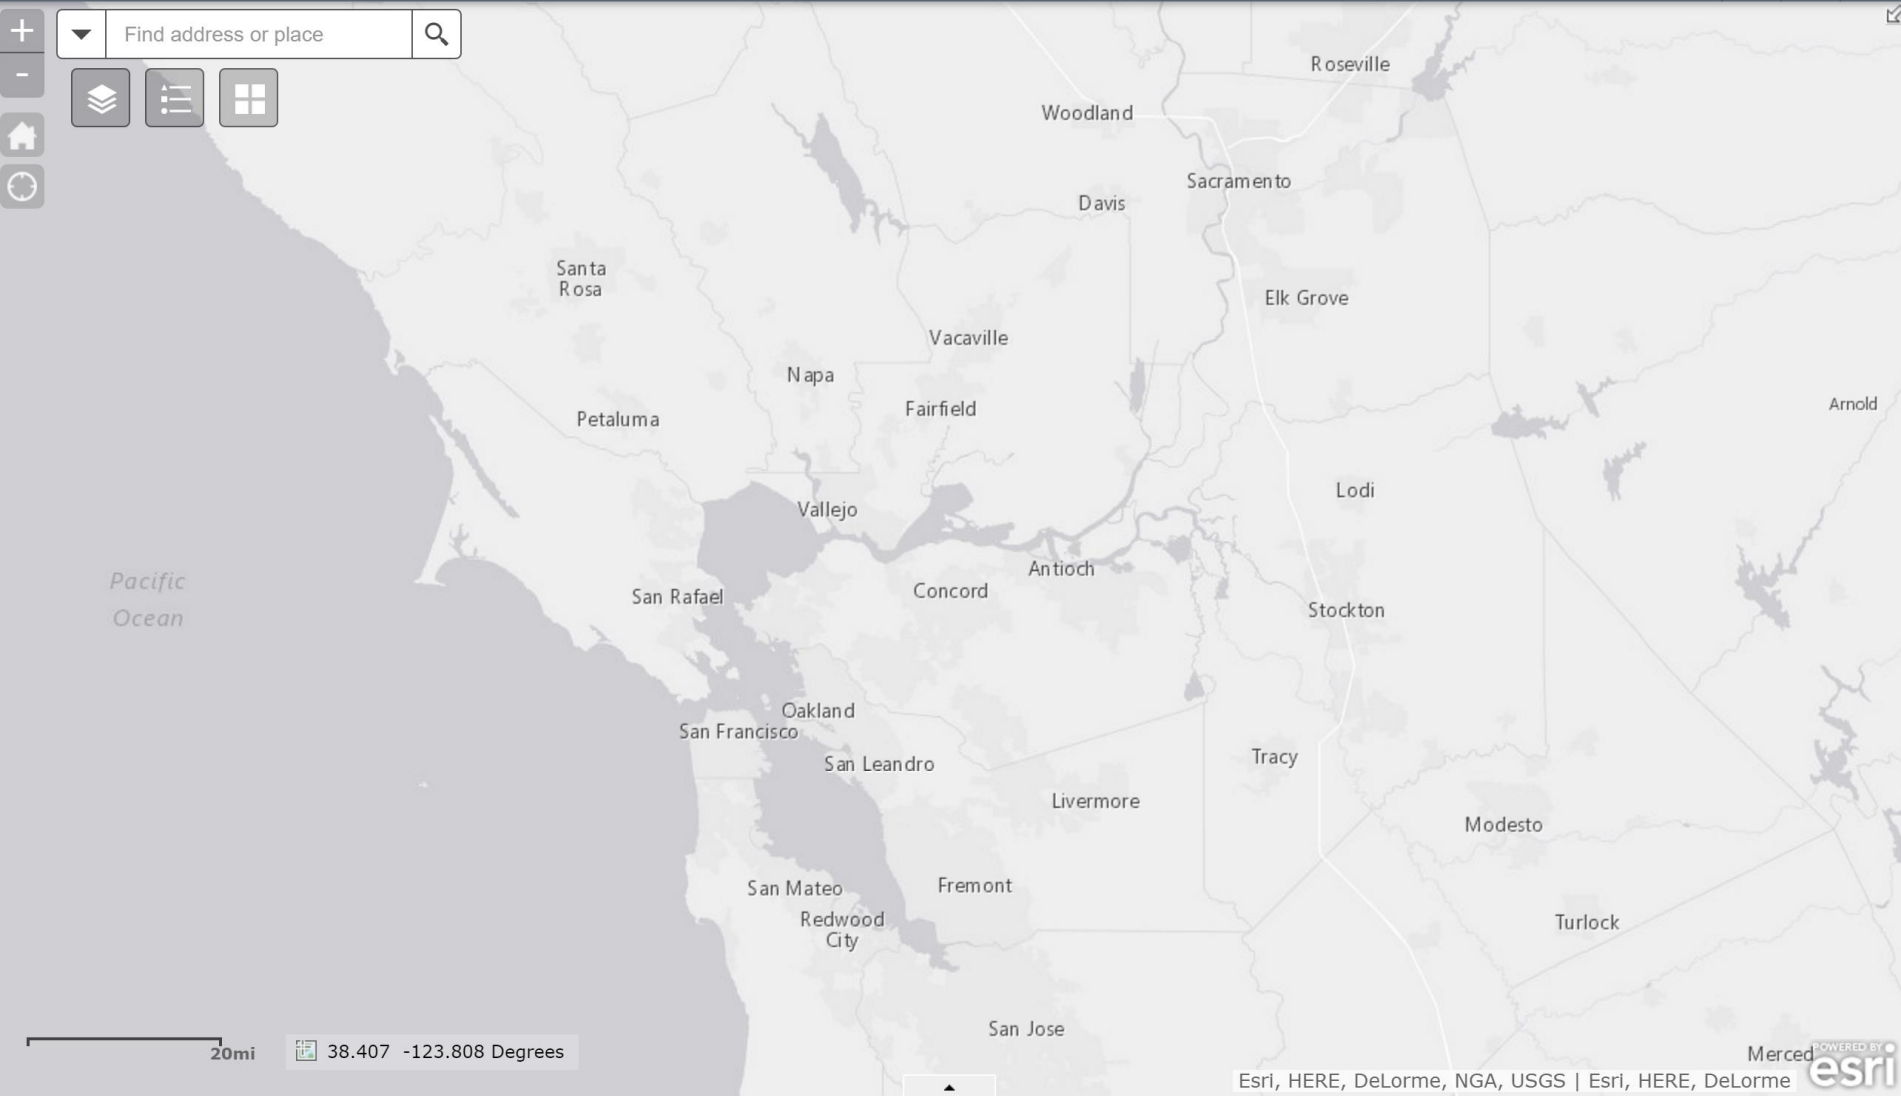 +
Find address or place
-
Roseville
Woodland
Sacramento
Davis
Santa
Rosa
Elk Grove
Vacaville
Napa
Fairfield
Arnold
Petaluma
Lodi
Vallejo
Antioch
Pacific
Ocean
San Rafael
Concord
Stockton
Oakland
San Francisco
San Leandro
Tracy
Livermore
Modesto
San Mateo
Fremont
Redwood
City
Turlock
San Jose
20mi
38.407 -123.808 Degrees
Merced
POWERED BY
esri
Esri, HERE, DeLorme, NGA, USGS | Esri, HERE, DeLorme